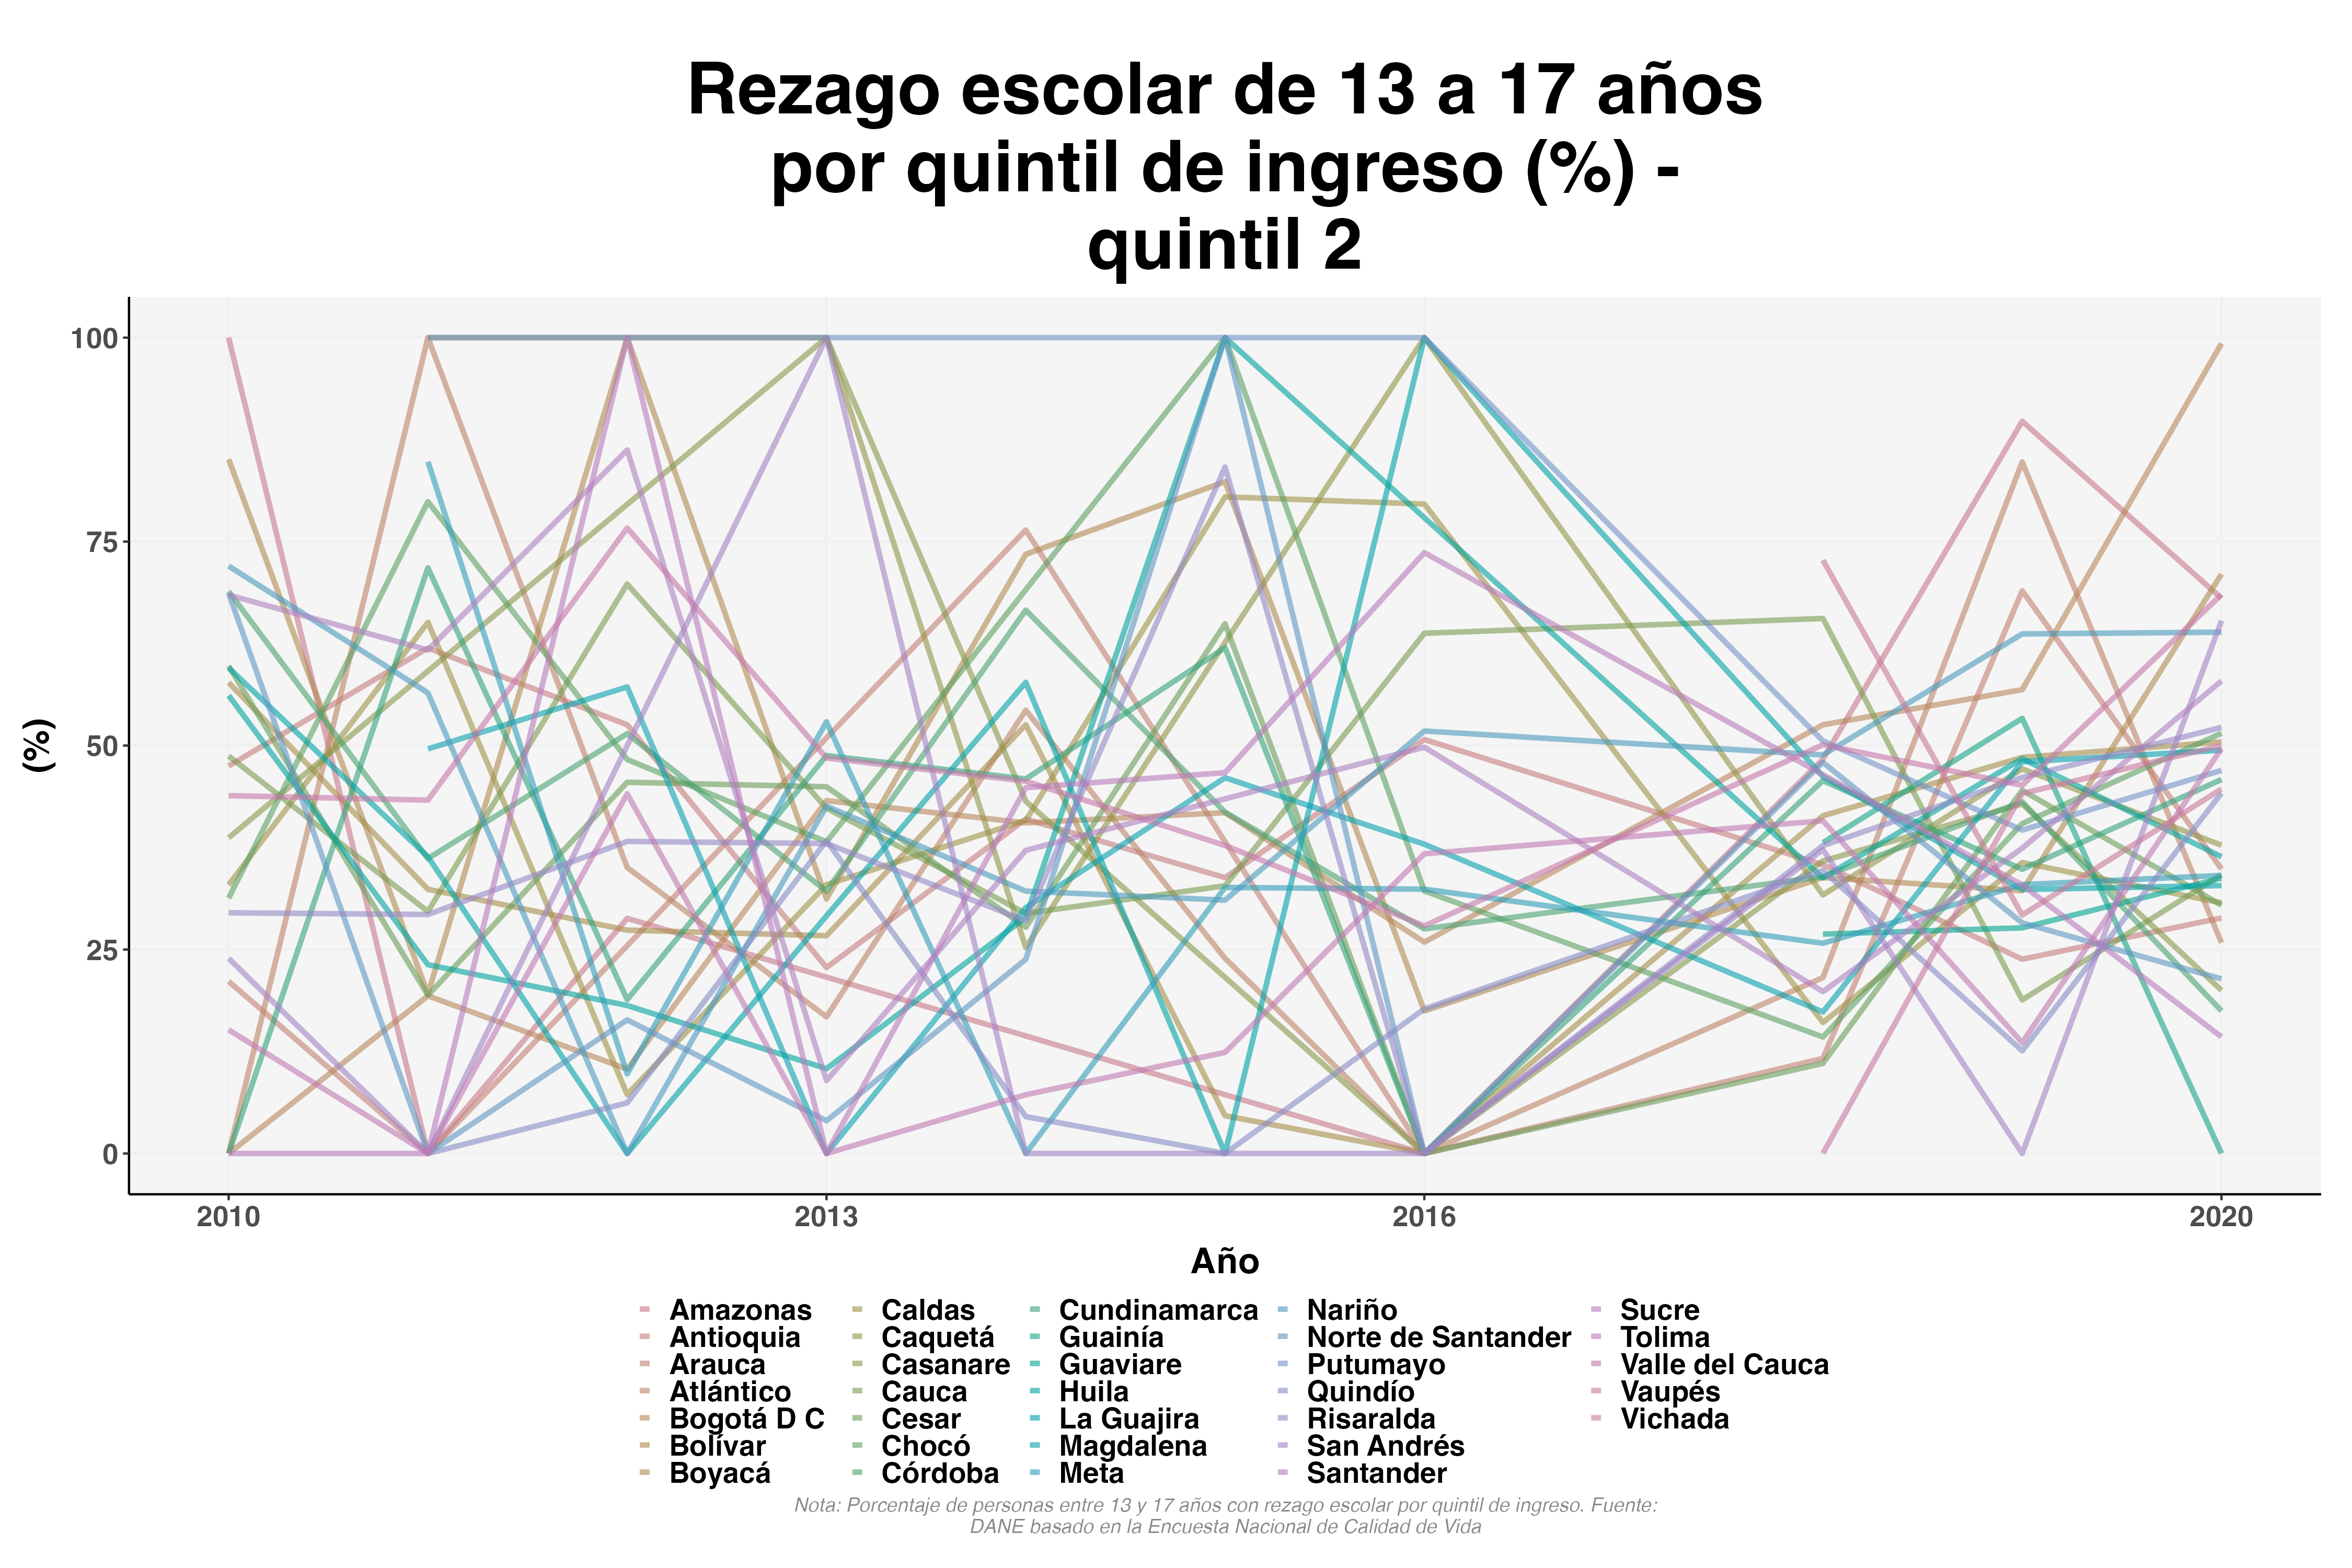 Rezago escolar de 13 a 17 años
por quintil de ingreso (%) -
quintil 2
(%)
100
75
50
25
0
2010 2013 2016 2020
Año
Amazonas Caldas Cundinamarca Nariño Sucre
Antioquia Caquetá Guainía Norte de Santander Tolima
Arauca Casanare Guaviare Putumayo Valle del Cauca
Atlántico Cauca Huila Quindío Vaupés
Bogotá D C Cesar La Guajira Risaralda Vichada
Bolívar Chocó Magdalena San Andrés
Boyacá Córdoba Meta Santander
Nota: Porcentaje de personas entre 13 y 17 años con rezago escolar por quintil de ingreso. Fuente:
DANE basado en la Encuesta Nacional de Calidad de Vida